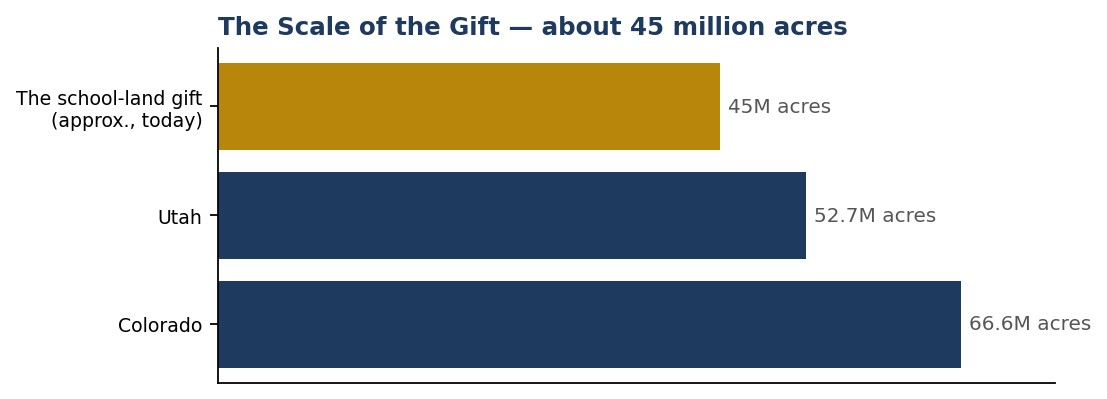 The Scale of the Gift — about 45 million acres
The school-land gift
(approx., today)
45M acres
Utah
52.7M acres
Colorado
66.6M acres